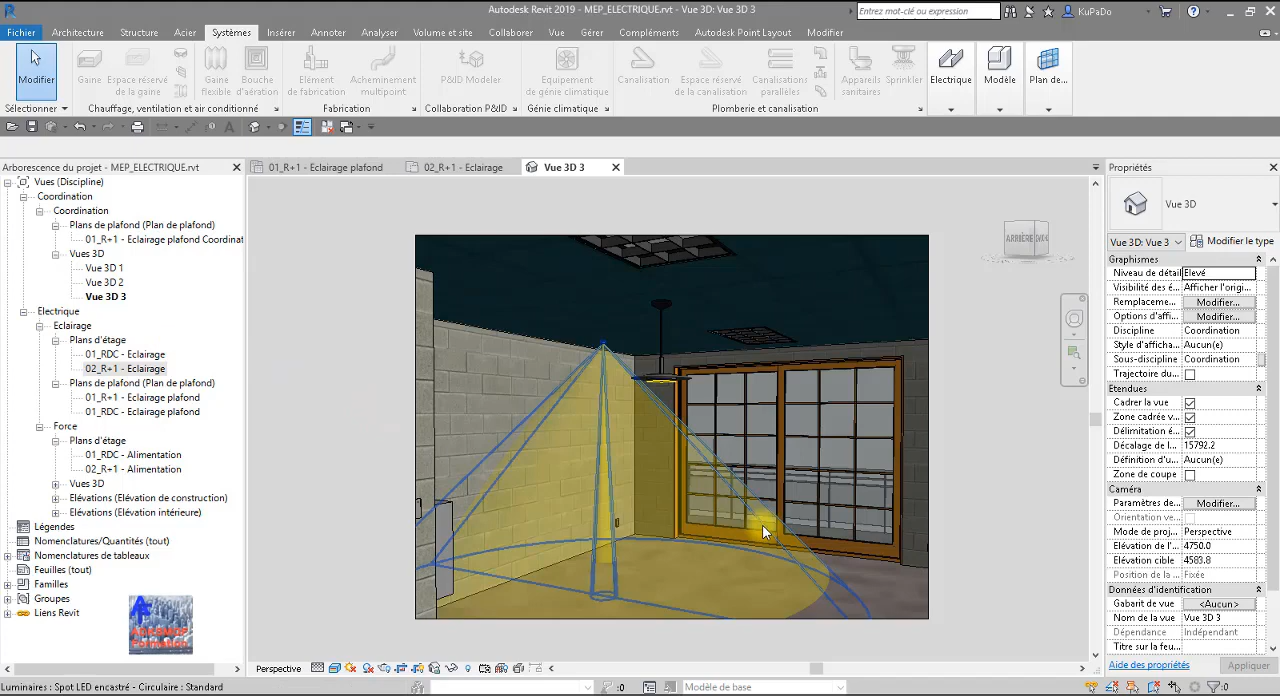 Autodesk Revit 2019 - MEP_ELECTRIQUE.rvt - Vue 3D: Vue 3D 3
Entrez mot-clé ou expression
KuPaDo
Fichier Architecture Structure Acier Systèmes Insérer Annoter Analyser Volume et site Collaborer Vue Gérer Compléments Autodesk Point Layout Modifier
Modifier Gaine Espace réservé de la gaine Gaine flexible Bouche d'aération Elément de fabrication Acheminement multipoint P&ID Modeler Equipement de génie climatique Canalisation Espace réservé de la canalisation Canalisations parallèles Appareils sanitaires Sprinkler Electrique Modèle Plan de...
Sélectionner Chauffage, ventilation et air conditionné Fabrication Collaboration P&ID Génie climatique Plomberie et canalisation
Arborescence du projet - MEP_ELECTRIQUE.rvt
01_R+1 - Eclairage plafond 02_R+1 - Eclairage Vue 3D 3
Vues (Discipline)
Coordination
Coordination
Plans de plafond (Plan de plafond)
01_R+1 - Eclairage plafond Coordinat
Vues 3D
Vue 3D 1
Vue 3D 2
Vue 3D 3
Electrique
Eclairage
Plans d'étage
01_RDC - Eclairage
02_R+1 - Eclairage
Plans de plafond (Plan de plafond)
01_R+1 - Eclairage plafond
01_RDC - Eclairage plafond
Force
Plans d'étage
01_RDC - Alimentation
02_R+1 - Alimentation
Vues 3D
Elévations (Elévation de construction)
Elévations (Elévation intérieure)
Légendes
Nomenclatures/Quantités (tout)
Nomenclatures de tableaux
Feuilles (tout)
Familles
Groupes
Liens Revit
Formation
ARRIÈRE
Propriétés
Vue 3D
Vue 3D: Vue 3 Modifier le type
Graphismes
Niveau de détail Elevé
Visibilité des é... Afficher l'origi...
Remplaceme... Modifier...
Options d'affi... Modifier...
Discipline Coordination
Style d'afficha... Aucun(e)
Sous-discipline Coordination
Trajectoire du...
Etendues
Cadrer la vue
Zone cadrée v...
Délimitation é...
Décalage de l... 15792.2
Définition d'u... Aucun(e)
Zone de coupe
Caméra
Paramètres de... Modifier...
Orientation ve...
Mode de proj... Perspective
Elévation de l'... 4750.0
Elévation cible 4583.8
Position de la ... Fixée
Données d'identification
Gabarit de vue <Aucun>
Nom de la vue Vue 3D 3
Dépendance Indépendant
Titre sur la feu...
Aide des propriétés Appliquer
Perspective
Luminaires : Spot LED encastré - Circulaire : Standard
:0 Modèle de base :0